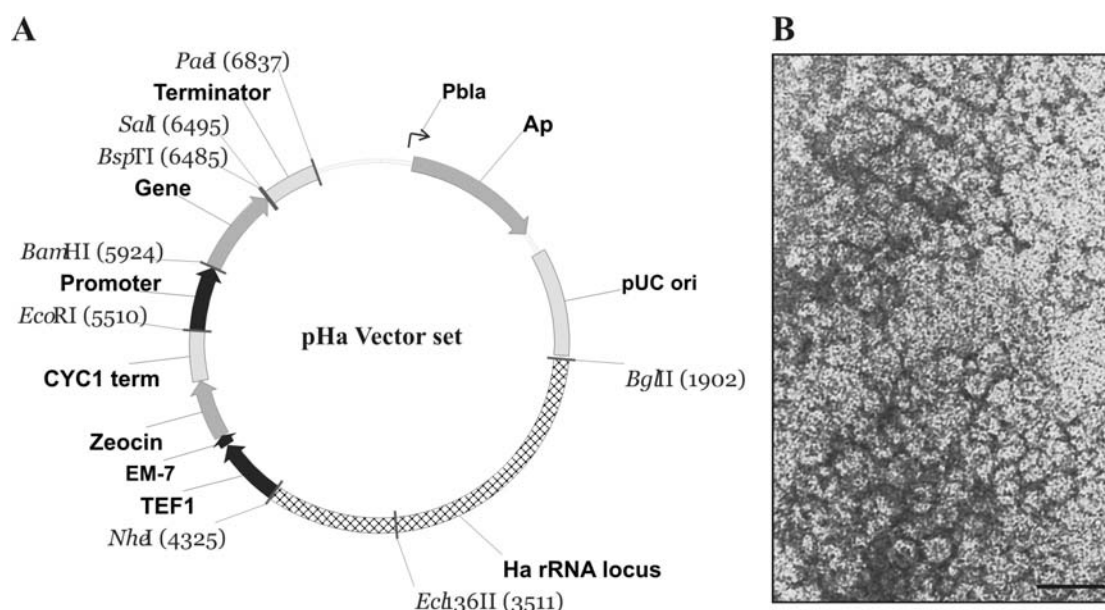 A
B
PacI (6837)
Terminator
SalI (6495)
BspTI (6485)
Gene
BamHI (5924)
Promoter
EcoRI (5510)
CYC1 term
Zeocin
EM-7
TEF1
NheI (4325)
Pbla
Ap
pUC ori
pHa Vector set
BglII (1902)
Ha rRNA locus
Ecl136II (3511)